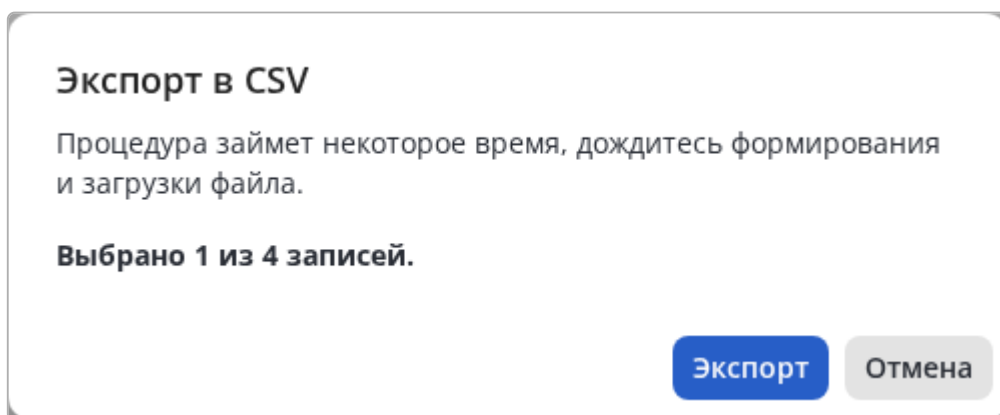 Экспорт в CSV
Процедура займет некоторое время, дождитесь формирования
и загрузки файла.
Выбрано 1 из 4 записей.
Экспорт
Отмена